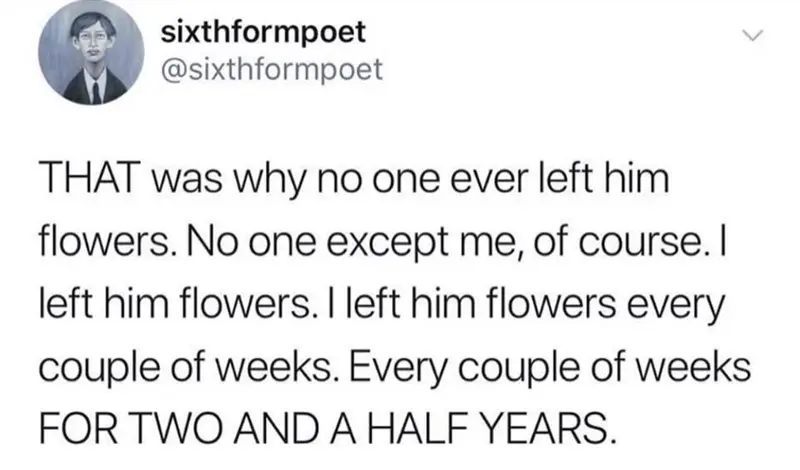 sixthformpoet
@sixthformpoet
THAT was why no one ever left him
flowers. No one except me, of course. I
left him flowers. I left him flowers every
couple of weeks. Every couple of weeks
FOR TWO AND A HALF YEARS.